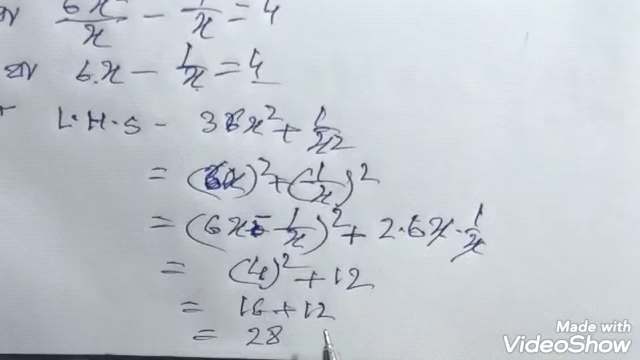 বা 6x²/x - 1/x = 4
বা 6x - 1/x = 4
L.H.S - 36x² + 1/x²
= (6x)² + (1/x)²
= (6x - 1/x)² + 2.6x.1/x
= (4)² + 12
= 16 + 12
= 28
Made with
VideoShow